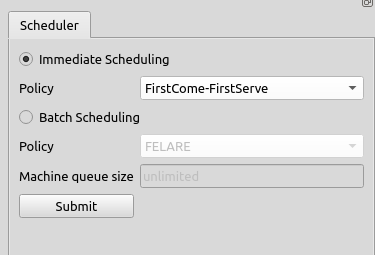 Scheduler
Immediate Scheduling
Policy FirstCome-FirstServe
Batch Scheduling
Policy FELARE
Machine queue size unlimited
Submit